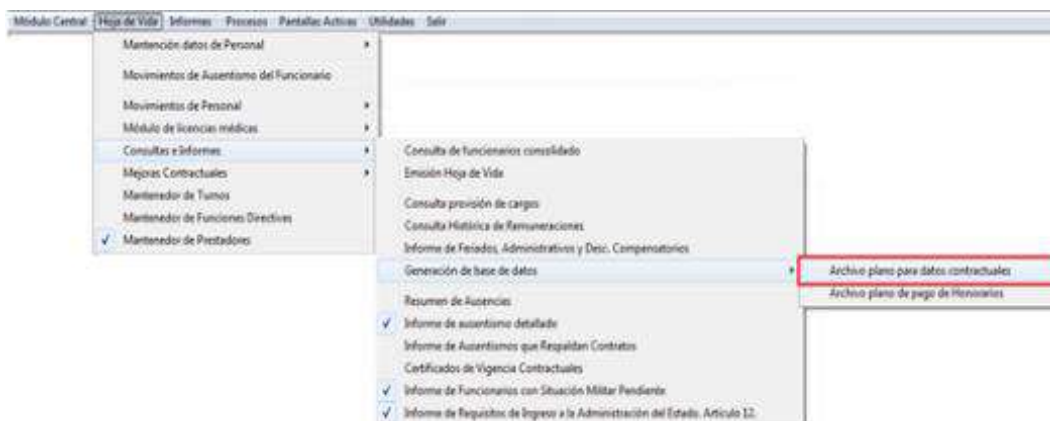 Módulo Central Hoja de Vida Informes Procesos Pantallas Activas Utilidades Salir
Mantención datos de Personal
Movimientos de Ausentismo del Funcionario
Movimientos de Personal
Módulo de licencias médicas
Consultas e Informes
Mejoras Contractuales
Mantenedor de Turnos
Mantenedor de Funciones Directivas
Mantenedor de Prestadores
Consulta de funcionarios consolidado
Emisión Hoja de Vida
Consulta provisión de cargos
Consulta Histórica de Remuneraciones
Informe de Feriados, Administrativos y Desc. Compensatorios
Generación de base de datos
Resumen de Ausencias
Informe de ausentismo detallado
Informe de Ausentismos que Respaldan Contratos
Certificados de Vigencia Contractuales
Informe de Funcionarios con Situación Militar Pendiente
Informe de Requisitos de Ingreso a la Administración del Estado. Artículo 12.
Archivo plano para datos contractuales
Archivo plano de pago de Honorarios